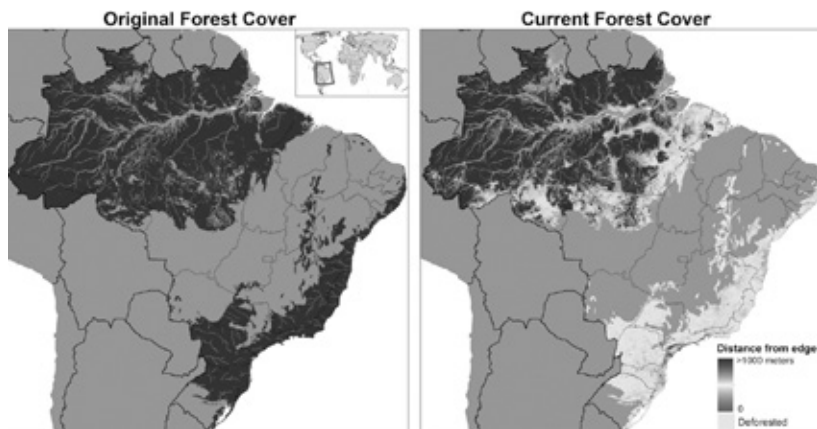 Original Forest Cover
Current Forest Cover
Distance from edge
>1000 meters
0
Deforested